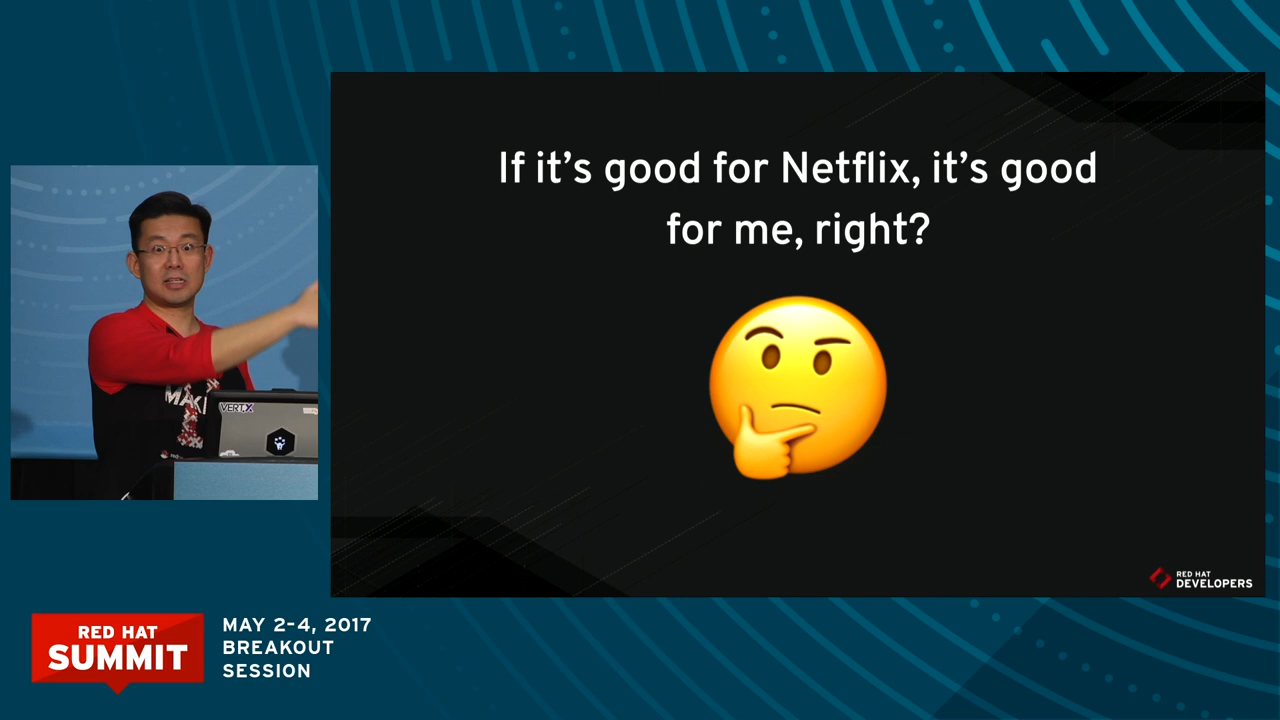 If it's good for Netflix, it's good
for me, right?
VERT.X
RED HAT
DEVELOPERS
RED HAT
SUMMIT
MAY 2-4, 2017
BREAKOUT
SESSION